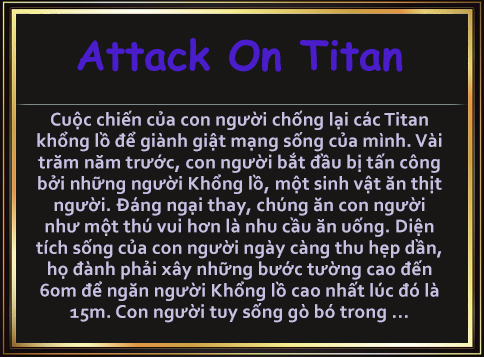 Attack On Titan
Cuộc chiến của con người chống lại các Titan
khổng lồ để giành giật mạng sống của mình. Vài
trăm năm trước, con người bắt đầu bị tấn công
bởi những người Khổng lồ, một sinh vật ăn thịt
người. Đáng ngại thay, chúng ăn con người
như một thú vui hơn là nhu cầu ăn uống. Diện
tích sống của con người ngày càng thu hẹp dần,
họ đành phải xây những bước tường cao đến
60m để ngăn người Khổng lồ cao nhất lúc đó là
15m. Con người tuy sống gò bó trong ...